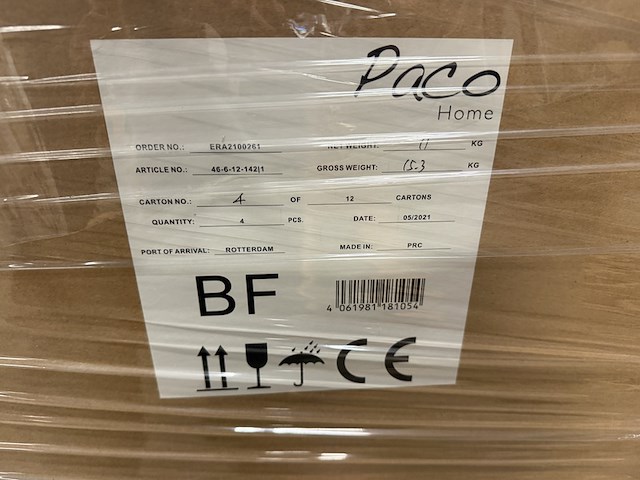 Paco
Home
ORDER NO.: ERA2100261 NET WEIGHT: 11 KG
ARTICLE NO.: 46-6-12-142|1 GROSS WEIGHT: 15.3 KG
CARTON NO.: 4 OF 12 CARTONS
QUANTITY: 4 PCS. DATE: 05/2021
PORT OF ARRIVAL: ROTTERDAM MADE IN: PRC
BF
4 061981 181054
CE